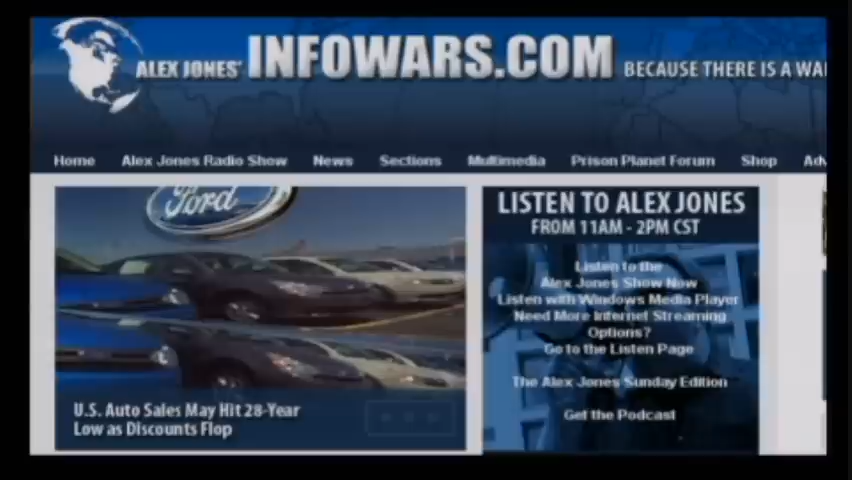 ALEX JONES' INFOWARS.COM BECAUSE THERE IS A WAR
Home Alex Jones Radio Show News Sections Multimedia Prison Planet Forum Shop Adv
Ford
LISTEN TO ALEX JONES
FROM 11AM - 2PM CST
Listen to the
Alex Jones Show Now
Listen with Windows Media Player
Need More Internet Streaming
Options?
Go to the Listen Page
The Alex Jones Sunday Edition
Get the Podcast
U.S. Auto Sales May Hit 28-Year
Low as Discounts Flop